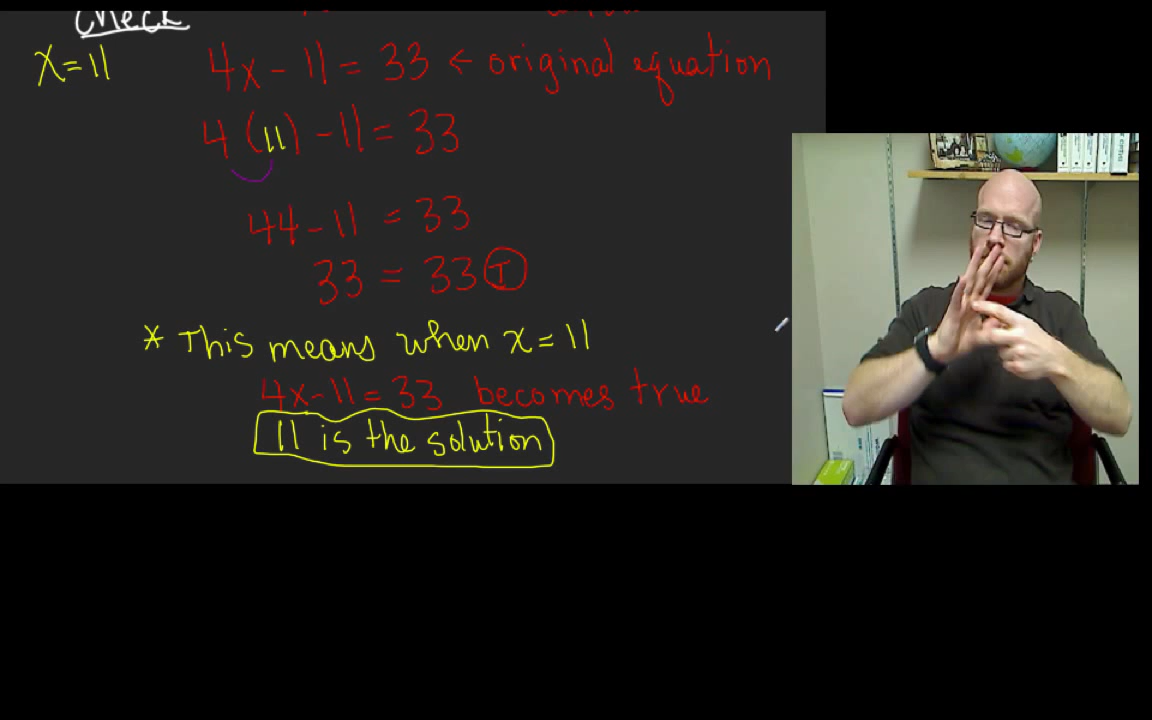 Check
x=11 4x-11=33 ← original equation
4(11)-11=33
44-11=33
33=33 T
* This means when x=11
4x-11=33 becomes true
11 is the solution